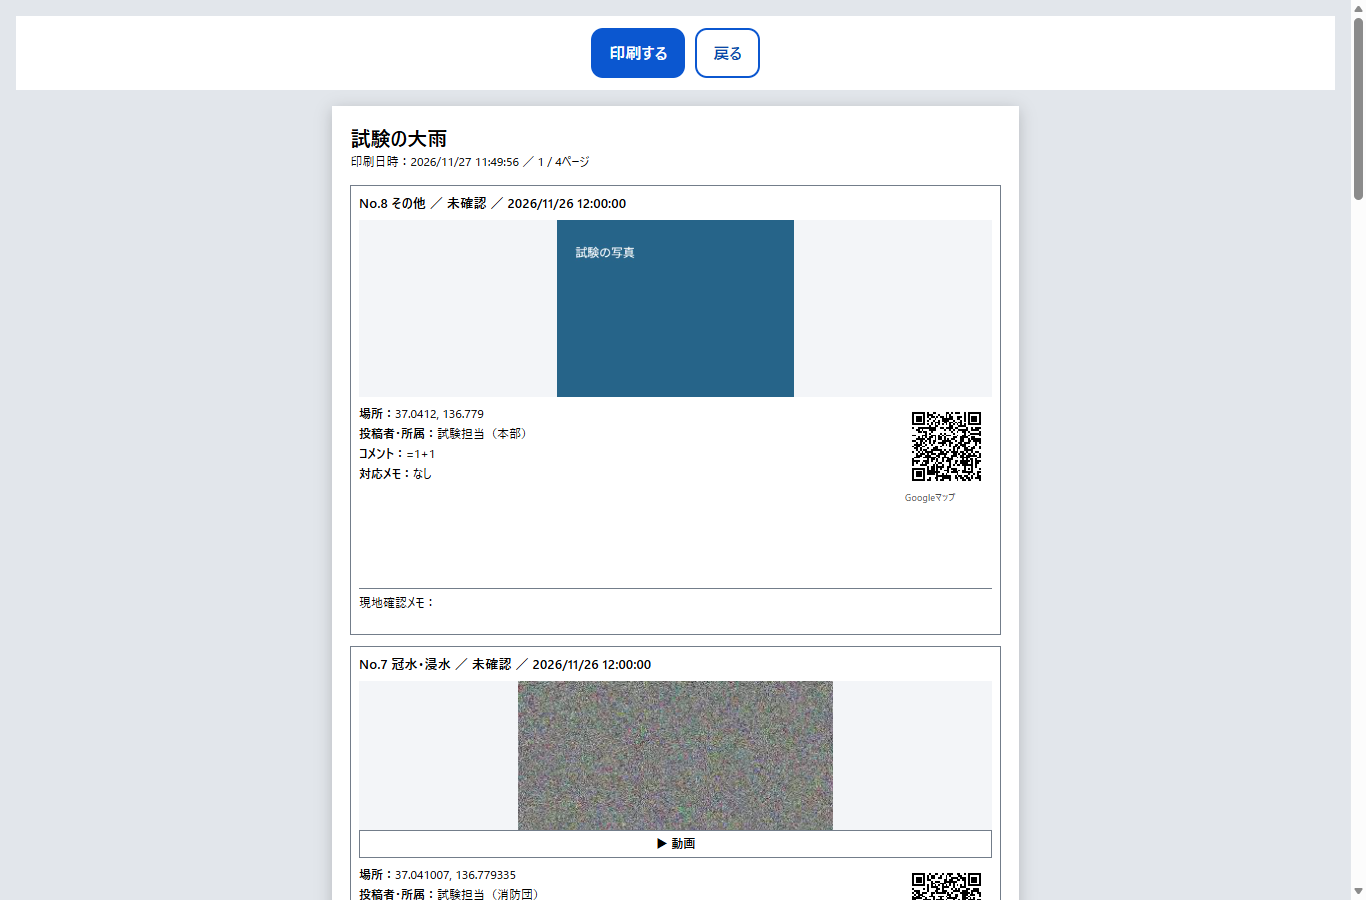 印刷する
戻る
試験の大雨
印刷日時：2026/11/27 11:49:56 ／ 1 / 4ページ
No.8 その他 ／ 未確認 ／ 2026/11/26 12:00:00
試験の写真
場所：37.0412, 136.779
投稿者・所属：試験担当（本部）
コメント：=1+1
対応メモ：なし
Googleマップ
現地確認メモ：
No.7 冠水・浸水 ／ 未確認 ／ 2026/11/26 12:00:00
▶ 動画
場所：37.041007, 136.779335
投稿者・所属：試験担当（消防団）